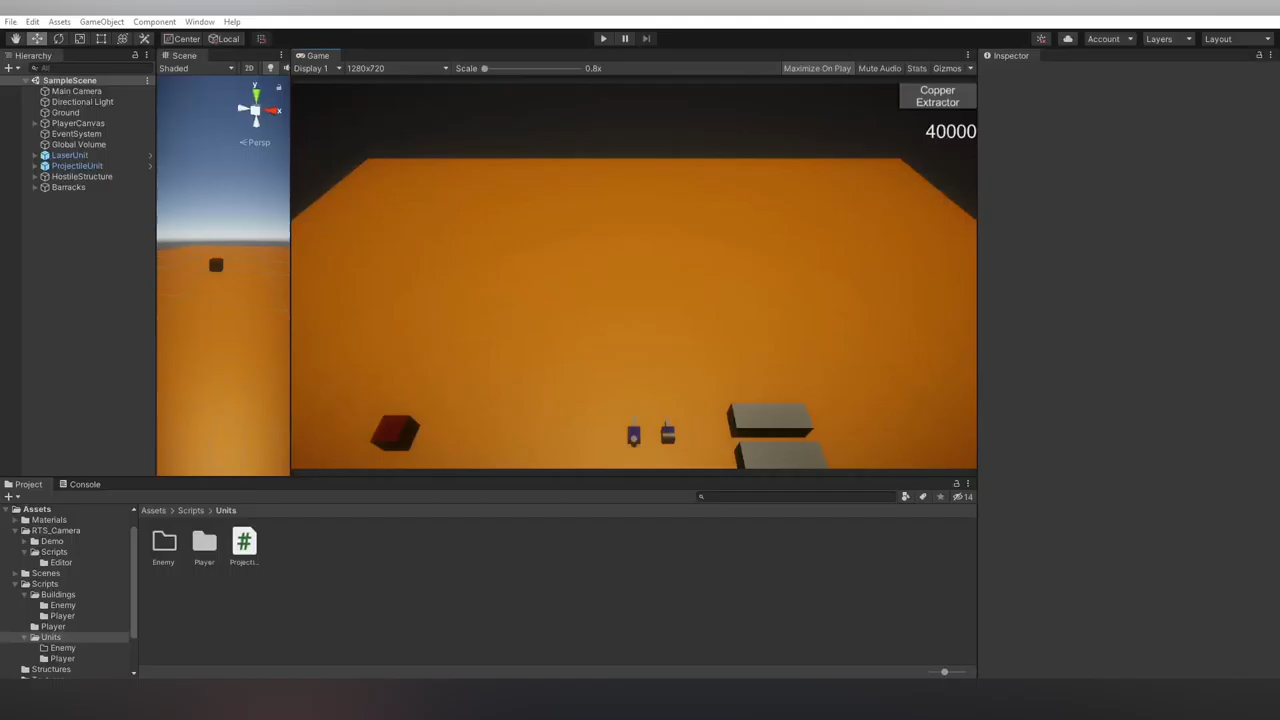 File Edit Assets GameObject Component Window Help
Center Local Account Layers Layout
Hierarchy Scene Game Inspector
All Shaded 2D Display 1 1280x720 Scale 0.8x Maximize On Play Mute Audio Stats Gizmos
SampleScene
Main Camera
Directional Light
Ground
PlayerCanvas
EventSystem
Global Volume
LaserUnit
ProjectileUnit
HostileStructure
Barracks
y
x
Persp
Copper
Extractor
40000
Project Console
14
Assets
Materials
RTS_Camera
Demo
Scripts
Editor
Scenes
Scripts
Buildings
Enemy
Player
Player
Units
Enemy
Player
Structures
Assets > Scripts > Units
#
Enemy Player Projecti...